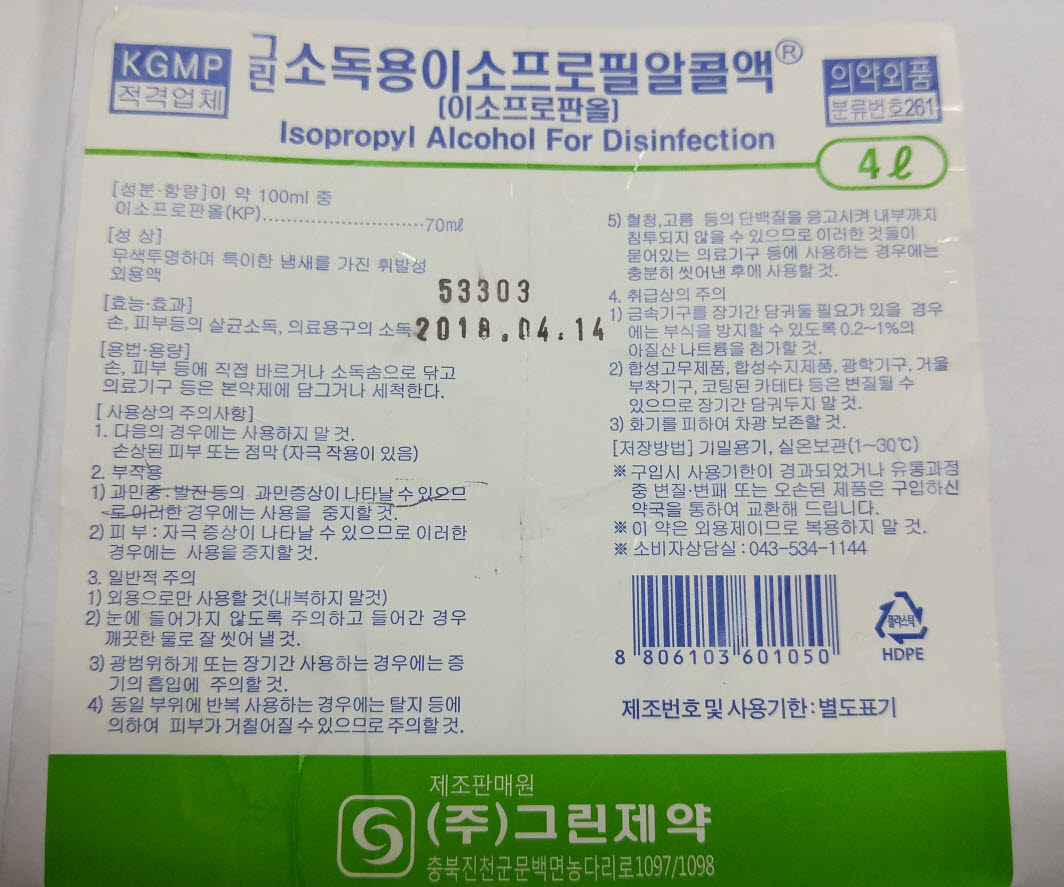 KGMP
적격업체
그린 소독용이소프로필알콜액®
(이소프로판올)
Isopropyl Alcohol For Disinfection
의약외품
분류번호261
4ℓ
[성분·함량]이 약 100ml 중
이소프로판올(KP)..............................70mℓ
[성 상]
무색투명하며 특이한 냄새를 가진 휘발성
외용액
53303
[효능·효과]
손, 피부등의 살균소독, 의료용구의 소독
2018.04.14
[용법·용량]
손, 피부 등에 직접 바르거나 소독솜으로 닦고
의료기구 등은 본약제에 담그거나 세척한다.
[ 사용상의 주의사항]
1. 다음의 경우에는 사용하지 말 것.
손상된 피부 또는 점막 (자극 작용이 있음)
2. 부작용
1) 과민증 : 발진 등의 과민증상이 나타날 수 있으므
로 이러한 경우에는 사용을 중지할 것.
2) 피 부 : 자극 증상이 나타날 수 있으므로 이러한
경우에는 사용을 중지할 것.
3. 일반적 주의
1) 외용으로만 사용할 것(내복하지 말것)
2) 눈에 들어가지 않도록 주의하고 들어간 경우
깨끗한 물로 잘 씻어 낼 것.
3) 광범위하게 또는 장기간 사용하는 경우에는 증
기의 흡입에 주의할 것.
4) 동일 부위에 반복 사용하는 경우에는 탈지 등에
의하여 피부가 거칠어질 수 있으므로 주의할 것.
5) 혈청,고름 등의 단백질을 응고시켜 내부까지
침투되지 않을 수 있으므로 이러한 것들이
묻어있는 의료기구 등에 사용하는 경우에는
충분히 씻어낸 후에 사용할 것.
4. 취급상의 주의
1) 금속기구를 장기간 담궈둘 필요가 있을 경우
에는 부식을 방지할 수 있도록 0.2~1%의
아질산 나트륨을 첨가할 것.
2) 합성고무제품, 합성수지제품, 광학기구, 거울
부착기구, 코팅된 카테타 등은 변질될 수
있으므로 장기간 담궈두지 말 것.
3) 화기를 피하여 차광 보존할 것.
[저장방법] 기밀용기, 실온보관(1~30℃)
※ 구입시 사용기한이 경과되었거나 유통과정
중 변질·변패 또는 오손된 제품은 구입하신
약국을 통하여 교환해 드립니다.
※ 이 약은 외용제이므로 복용하지 말 것.
※ 소비자상담실 : 043-534-1144
8 806103 601050
플라스틱
HDPE
제조번호 및 사용기한 : 별도표기
제조판매원
(주)그린제약
충북진천군문백면농다리로1097/1098